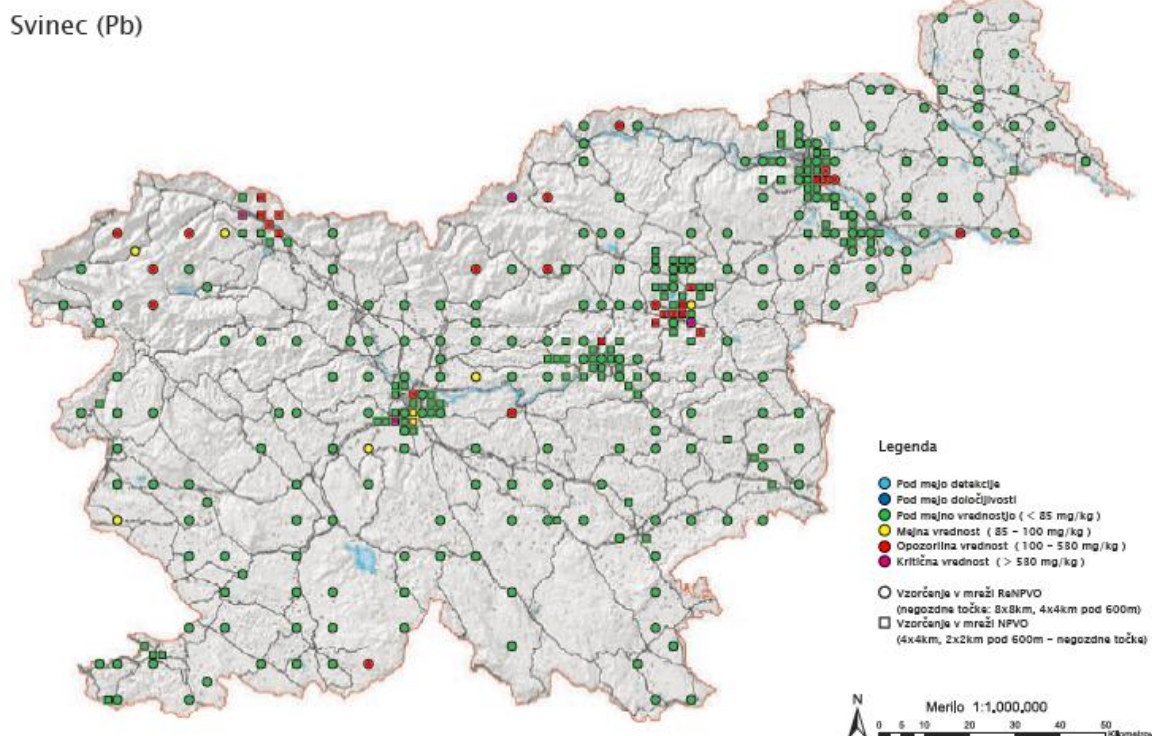 Svinec (Pb)
Legenda
Pod mejo detekcije
Pod mejo določljivosti
Pod mejno vrednostjo ( < 85 mg/kg )
Mejna vrednost ( 85 - 100 mg/kg )
Opozorilna vrednost ( 100 - 530 mg/kg )
Kritična vrednost ( > 530 mg/kg )
Vzorčenje v mreži ReNPVO
(negozdne točke: 8x8km, 4x4km pod 600m)
Vzorčenje v mreži NPVO
(4x4km, 2x2km pod 600m – negozdne točke)
N
Merilo 1:1,000,000
0 5 10 20 30 40 50
Kilometrov